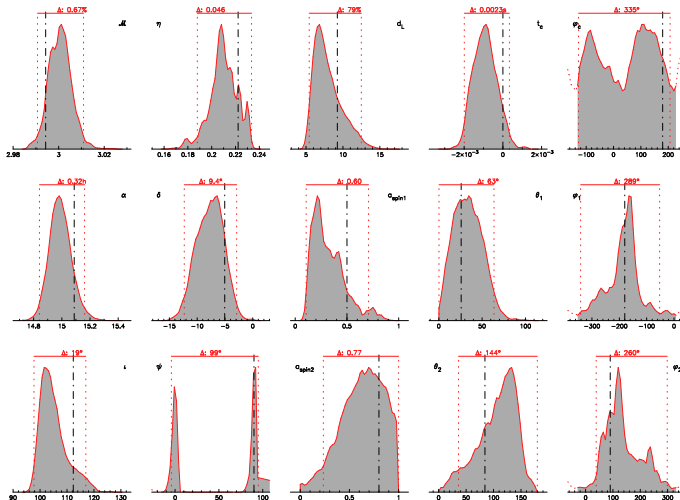 Δ: 0.67% Δ: 0.046 Δ: 79% Δ: 0.0023s Δ: 335°
ℳ η d_L t_c φ_c
2.98 3 3.02 0.16 0.18 0.2 0.22 0.24 5 10 15 −2×10⁻³ 0 2×10⁻³ −100 0 100 200
Δ: 0.32h Δ: 9.4° Δ: 0.60 Δ: 63° Δ: 289°
α δ a_spin1 θ_1 φ_1
14.8 15 15.2 15.4 −15 −10 −5 0 0 0.5 1 0 50 100 −300 −200 −100 0
Δ: 19° Δ: 99° Δ: 0.77 Δ: 144° Δ: 260°
ι ψ a_spin2 θ_2 φ_2
90 100 110 120 130 0 50 100 0 0.5 1 0 50 100 150 0 100 200 300